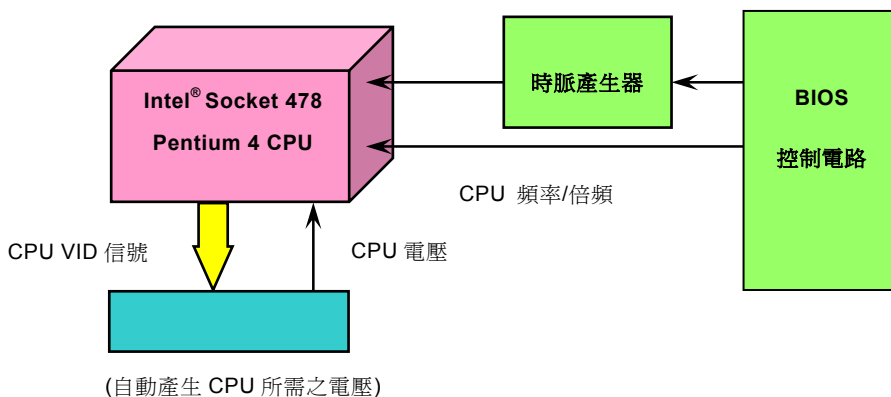 Intel® Socket 478
Pentium 4 CPU
時脈產生器
BIOS
控制電路
CPU 頻率/倍頻
CPU VID 信號
CPU 電壓
(自動產生 CPU 所需之電壓)